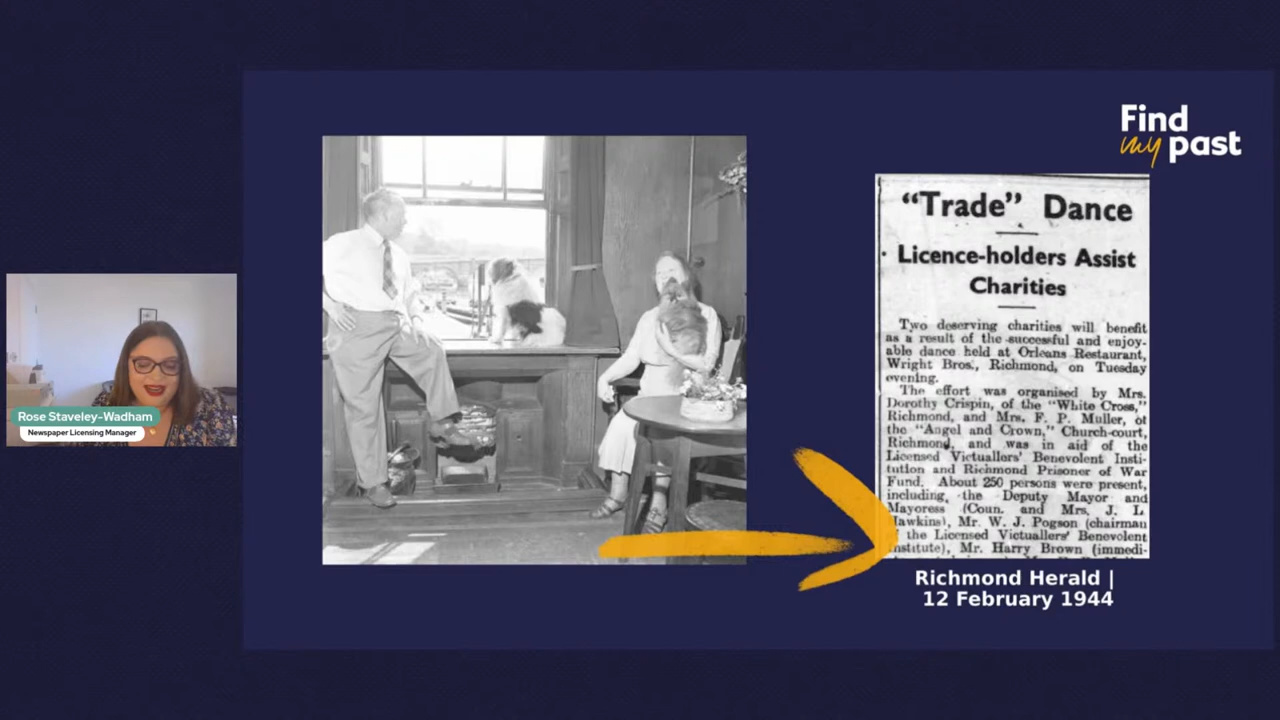 Find
my past
Rose Staveley-Wadham
Newspaper Licensing Manager
“Trade” Dance
Licence-holders Assist
Charities
Two deserving charities will benefit
as a result of the successful and enjoy-
able dance held at Orleans Restaurant,
Wright Bros., Richmond, on Tuesday
evening.
The effort was organised by Mrs.
Dorothy Crispin, of the “White Cross,”
Richmond, and Mrs. F. P. Muller, of
the “Angel and Crown,” Church-court,
Richmond, and was in aid of the
Licensed Victuallers’ Benevolent Insti-
tution and Richmond Prisoner of War
Fund. About 250 persons were present,
including the Deputy Mayor and
Mayoress (Coun. and Mrs. J. L.
Hawkins), Mr. W. J. Pogson (chairman
the Licensed Victuallers’ Benevolent
Institute), Mr. Harry Brown (immedi-
Richmond Herald |
12 February 1944